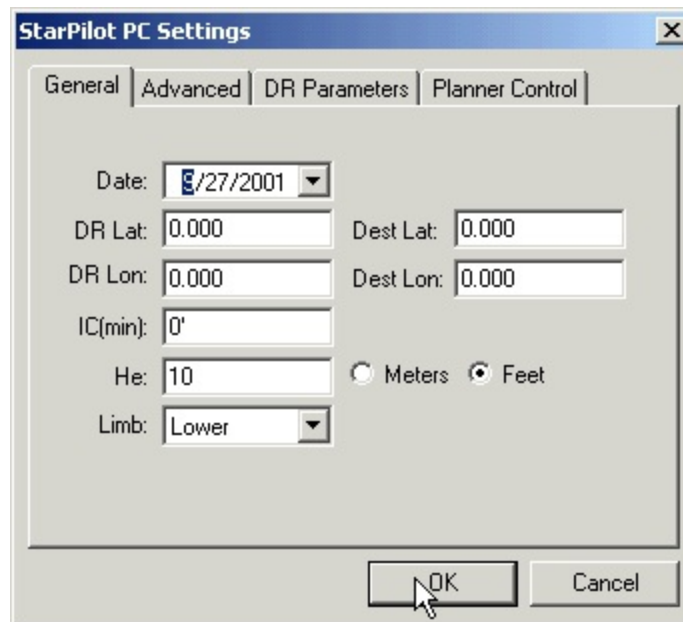 StarPilot PC Settings
General Advanced DR Parameters Planner Control
Date: 9/27/2001
DR Lat: 0.000 Dest Lat: 0.000
DR Lon: 0.000 Dest Lon: 0.000
IC(min): 0'
He: 10 Meters Feet
Limb: Lower
OK Cancel